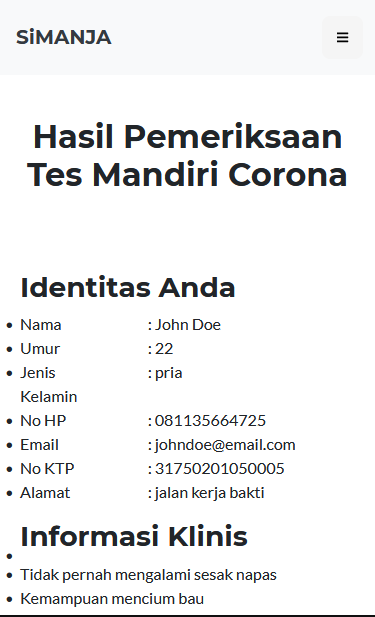 SiMANJA
Hasil Pemeriksaan
Tes Mandiri Corona
Identitas Anda
• Nama : John Doe
• Umur : 22
• Jenis : pria
Kelamin
• No HP : 081135664725
• Email : johndoe@email.com
• No KTP : 31750201050005
• Alamat : jalan kerja bakti
Informasi Klinis
•
• Tidak pernah mengalami sesak napas
• Kemampuan mencium bau